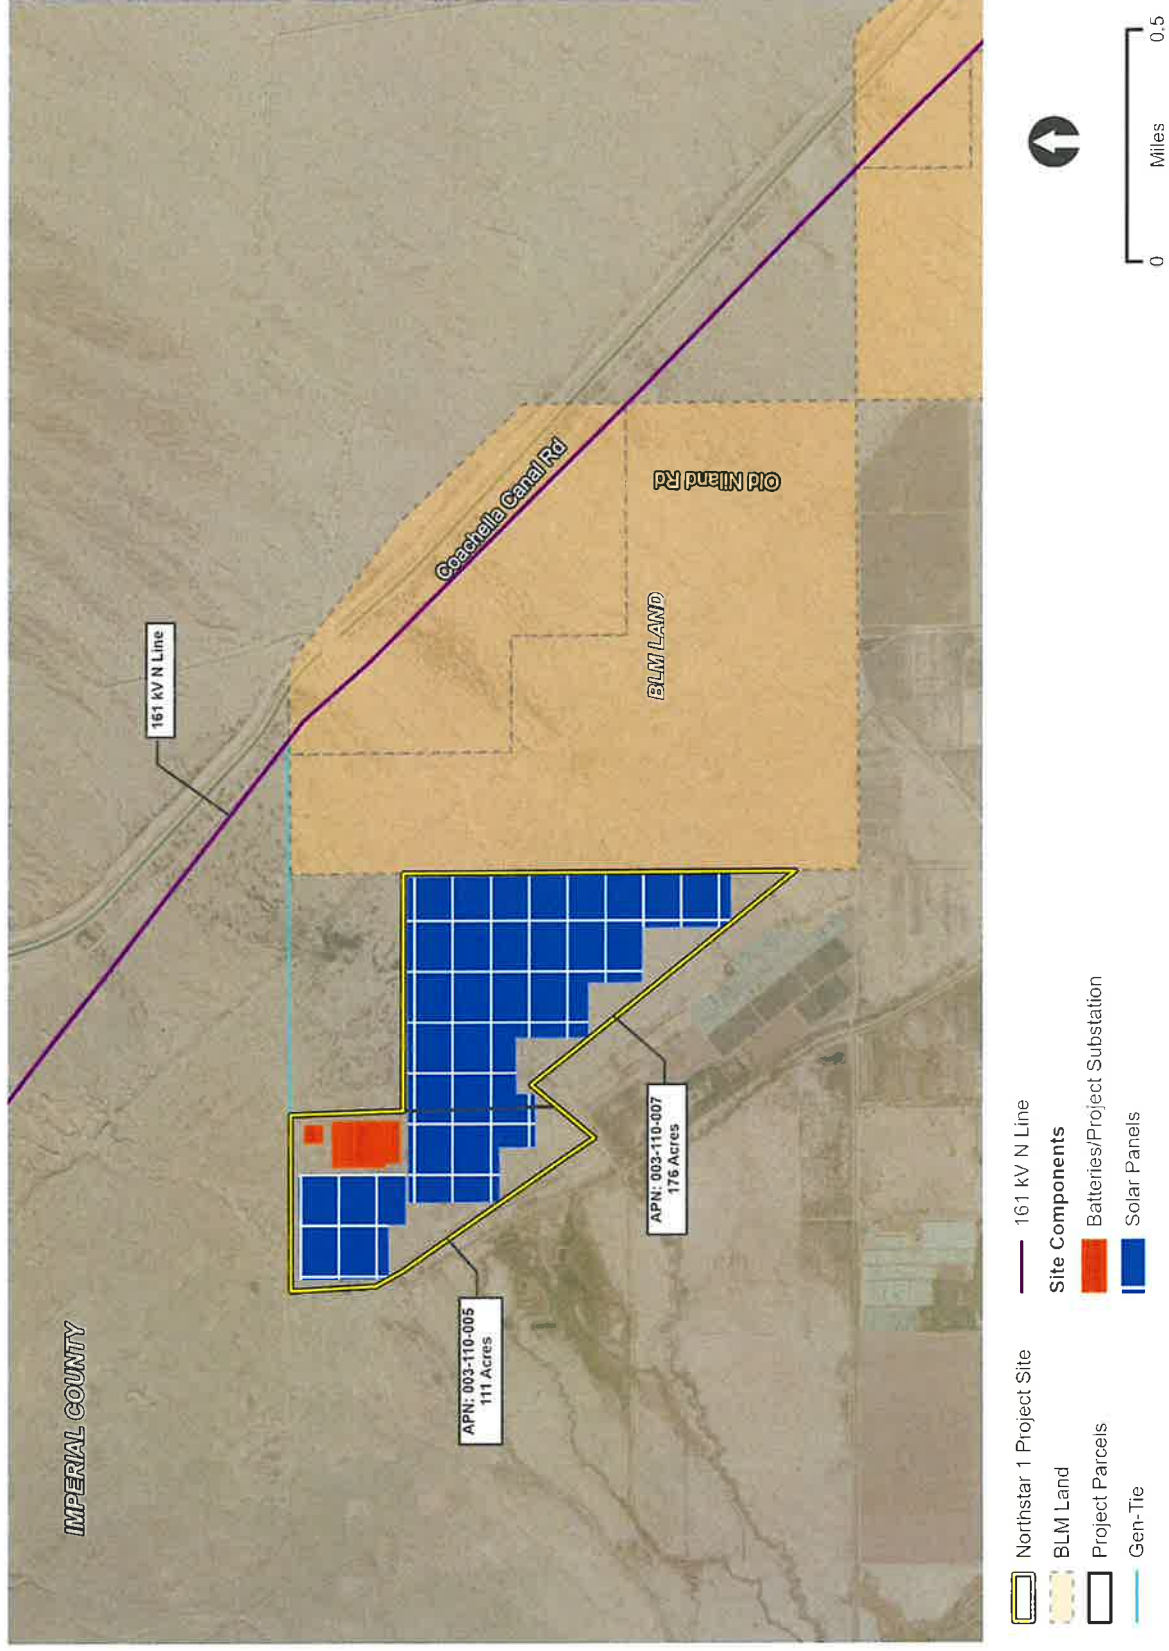 IMPERIAL COUNTY
161 kV N Line
Coachella Canal Rd
Old Niland Rd
BLM LAND
APN: 003-110-005
111 Acres
APN: 003-110-007
176 Acres
Northstar 1 Project Site
BLM Land
Project Parcels
Gen-Tie
161 kV N Line
Site Components
Batteries/Project Substation
Solar Panels
0
Miles
0.5